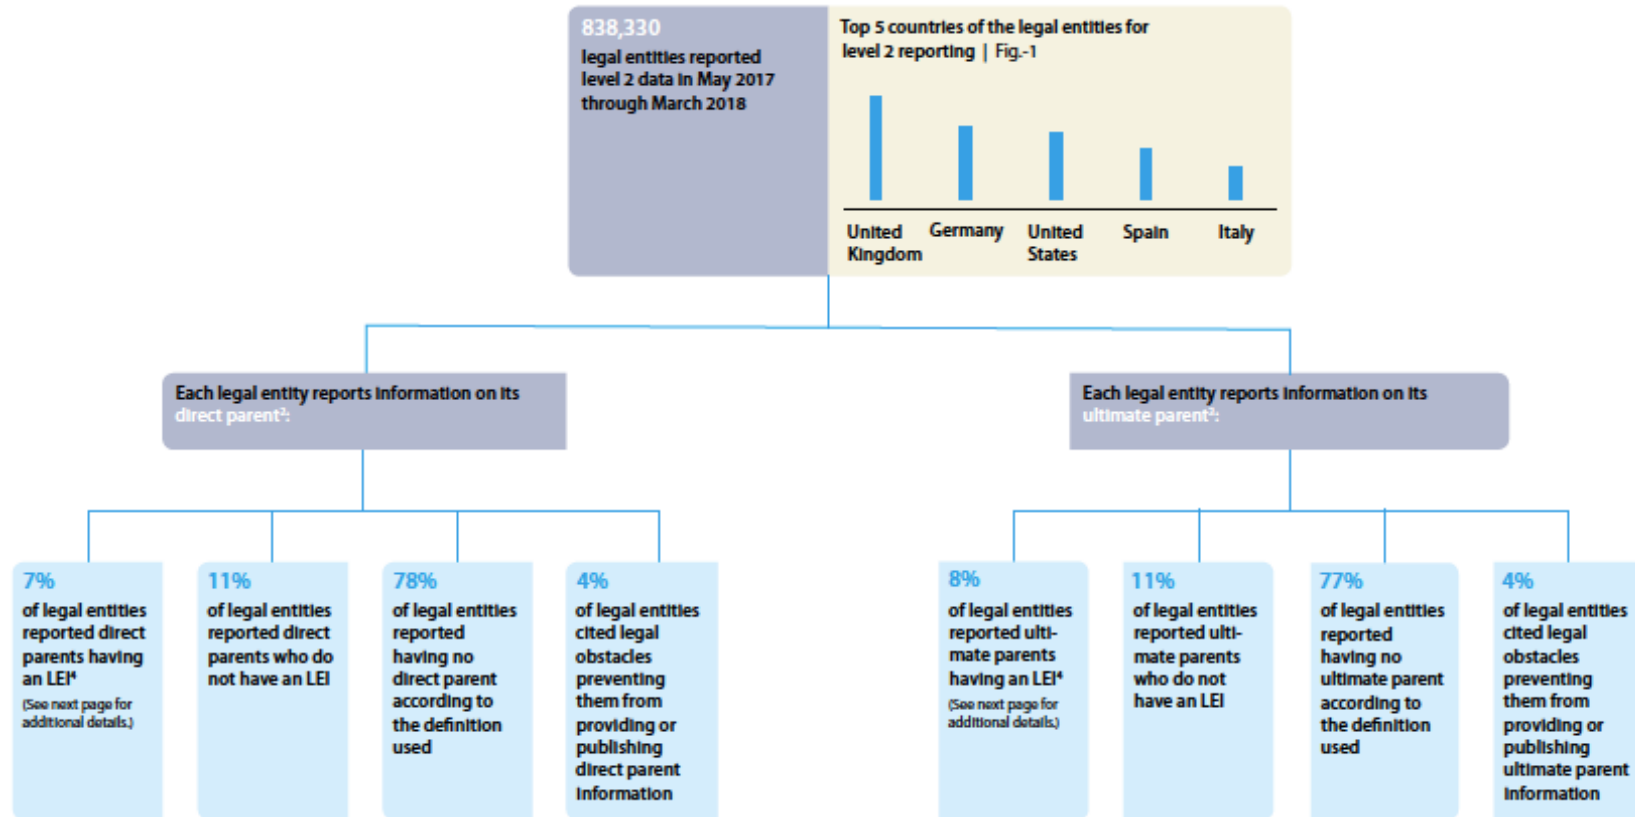 838,330
legal entities reported
level 2 data in May 2017
through March 2018
Top 5 countries of the legal entities for
level 2 reporting | Fig.-1
United
Kingdom
Germany
United
States
Spain
Italy
Each legal entity reports information on its
direct parent²:
Each legal entity reports information on its
ultimate parent²:
7%
of legal entities
reported direct
parents having
an LEI⁴
(See next page for
additional details.)
11%
of legal entities
reported direct
parents who do
not have an LEI
78%
of legal entities
reported
having no
direct parent
according to
the definition
used
4%
of legal entities
cited legal
obstacles
preventing
them from
providing or
publishing
direct parent
information
8%
of legal entities
reported ulti-
mate parents
having an LEI⁴
(See next page for
additional details.)
11%
of legal entities
reported ulti-
mate parents
who do not
have an LEI
77%
of legal entities
reported
having no
ultimate parent
according to
the definition
used
4%
of legal entities
cited legal
obstacles
preventing
them from
providing or
publishing
ultimate parent
information